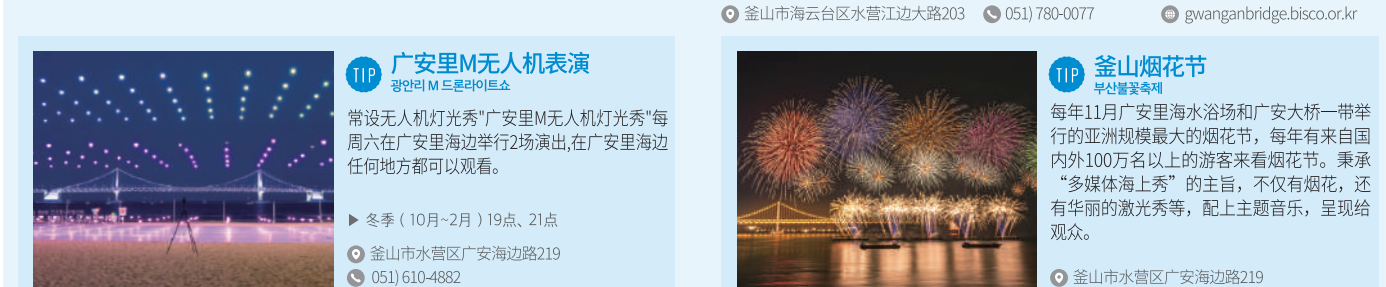 釜山市海云台区水营江边大路203 051) 780-0077 gwanganbridge.bisco.or.kr
TIP 广安里M无人机表演
광안리 M 드론라이트쇼
常设无人机灯光秀"广安里M无人机灯光秀"每
周六在广安里海边举行2场演出,在广安里海边
任何地方都可以观看。
▶ 冬季 ( 10月~2月 ) 19点、21点
釜山市水营区广安海边路219
051) 610-4882
TIP 釜山烟花节
부산불꽃축제
每年11月广安里海水浴场和广安大桥一带举
行的亚洲规模最大的烟花节，每年有来自国
内外100万名以上的游客来看烟花节。秉承
“多媒体海上秀”的主旨，不仅有烟花，还
有华丽的激光秀等，配上主题音乐，呈现给
观众。
釜山市水营区广安海边路219